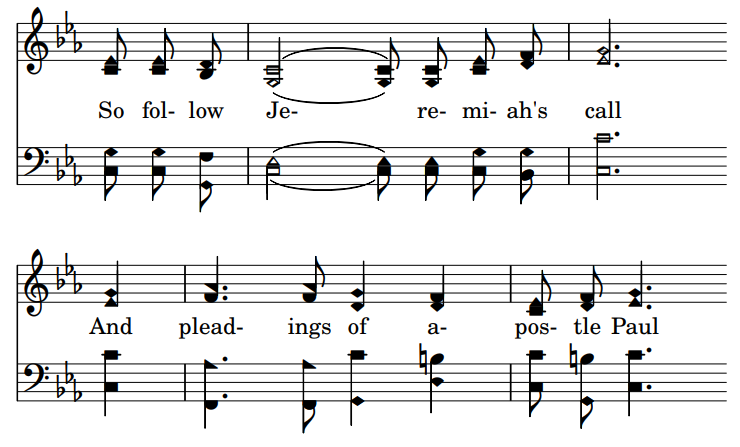 So fol- low Je- re- mi- ah's call
And plead- ings of a- pos- tle Paul